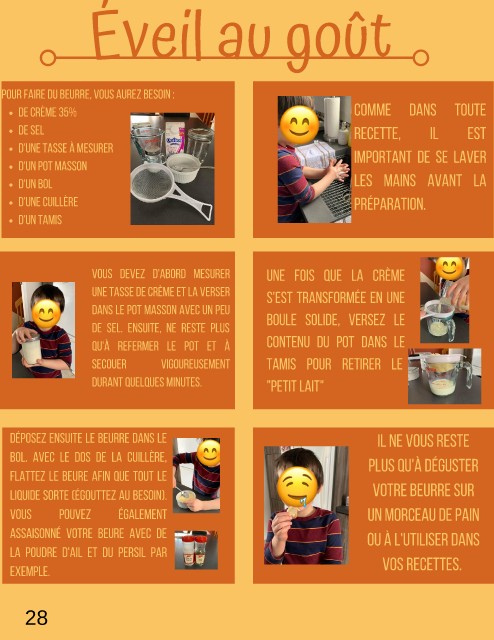 Éveil au goût
POUR FAIRE DU BEURRE, VOUS AUREZ BESOIN :
• DE CRÈME 35%
• DE SEL
• D'UNE TASSE À MESURER
• D'UN POT MASSON
• D'UN BOL
• D'UNE CUILLÈRE
• D'UN TAMIS
COMME DANS TOUTE
RECETTE, IL EST
IMPORTANT DE SE LAVER
LES MAINS AVANT LA
PRÉPARATION.
VOUS DEVEZ D'ABORD MESURER
UNE TASSE DE CRÈME ET LA VERSER
DANS LE POT MASSON AVEC UN PEU
DE SEL. ENSUITE, NE RESTE PLUS
QU'À REFERMER LE POT ET À
SECOUER VIGOUREUSEMENT
DURANT QUELQUES MINUTES.
UNE FOIS QUE LA CRÈME
S'EST TRANSFORMÉE EN UNE
BOULE SOLIDE, VERSEZ LE
CONTENU DU POT DANS LE
TAMIS POUR RETIRER LE
"PETIT LAIT"
DÉPOSEZ ENSUITE LE BEURRE DANS LE
BOL. AVEC LE DOS DE LA CUILLÈRE,
FLATTEZ LE BEURE AFIN QUE TOUT LE
LIQUIDE SORTE (ÉGOUTTEZ AU BESOIN).
VOUS POUVEZ ÉGALEMENT
ASSAISONNÉ VOTRE BEURE AVEC DE
LA POUDRE D'AIL ET DU PERSIL PAR
EXEMPLE.
IL NE VOUS RESTE
PLUS QU'À DÉGUSTER
VOTRE BEURRE SUR
UN MORCEAU DE PAIN
OU À L'UTILISER DANS
VOS RECETTES.
28